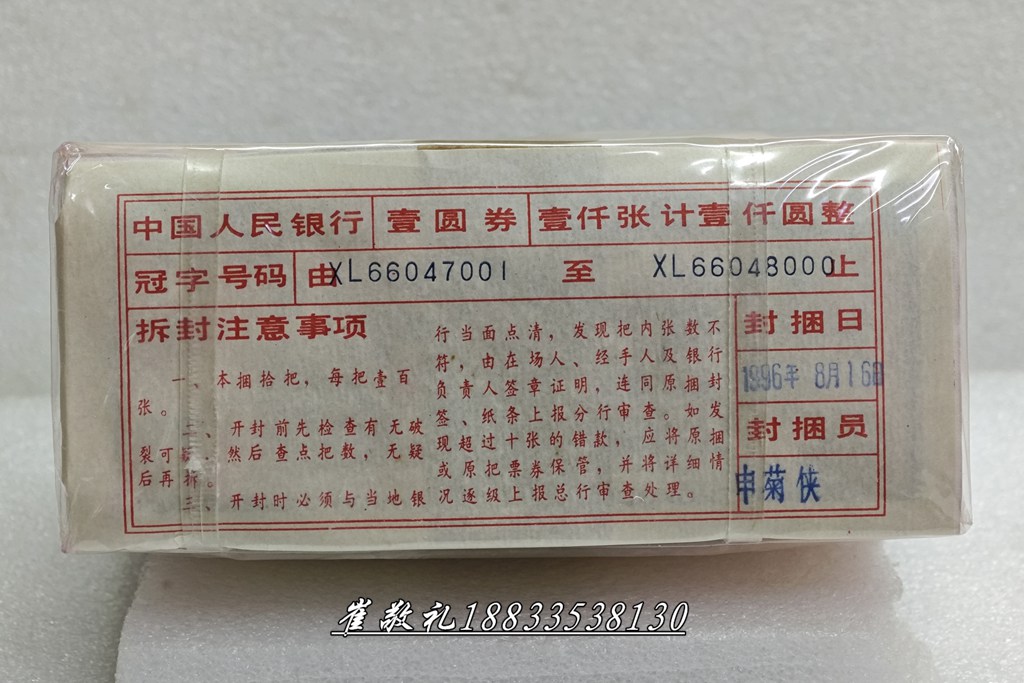 中国人民银行 壹圆券 壹仟张计壹仟圆整
冠字号码 由XL66047001 至 XL66048000止
拆封注意事项
一、本捆拾把，每把壹百
张。
二、开封前先检查有无破
裂可疑，然后查点把数，无疑
后再拆。
三、开封时必须与当地银
行当面点清，发现把内张数不
符，由在场人、经手人及银行
负责人签章证明，连同原捆封
签、纸条上报分行审查。如发
现超过十张的错款，应将原捆
或原把票券保管，并将详细情
况逐级上报总行审查处理。
封捆日
1996年8月16日
封捆员
申菊侠
崔敬礼18833538130